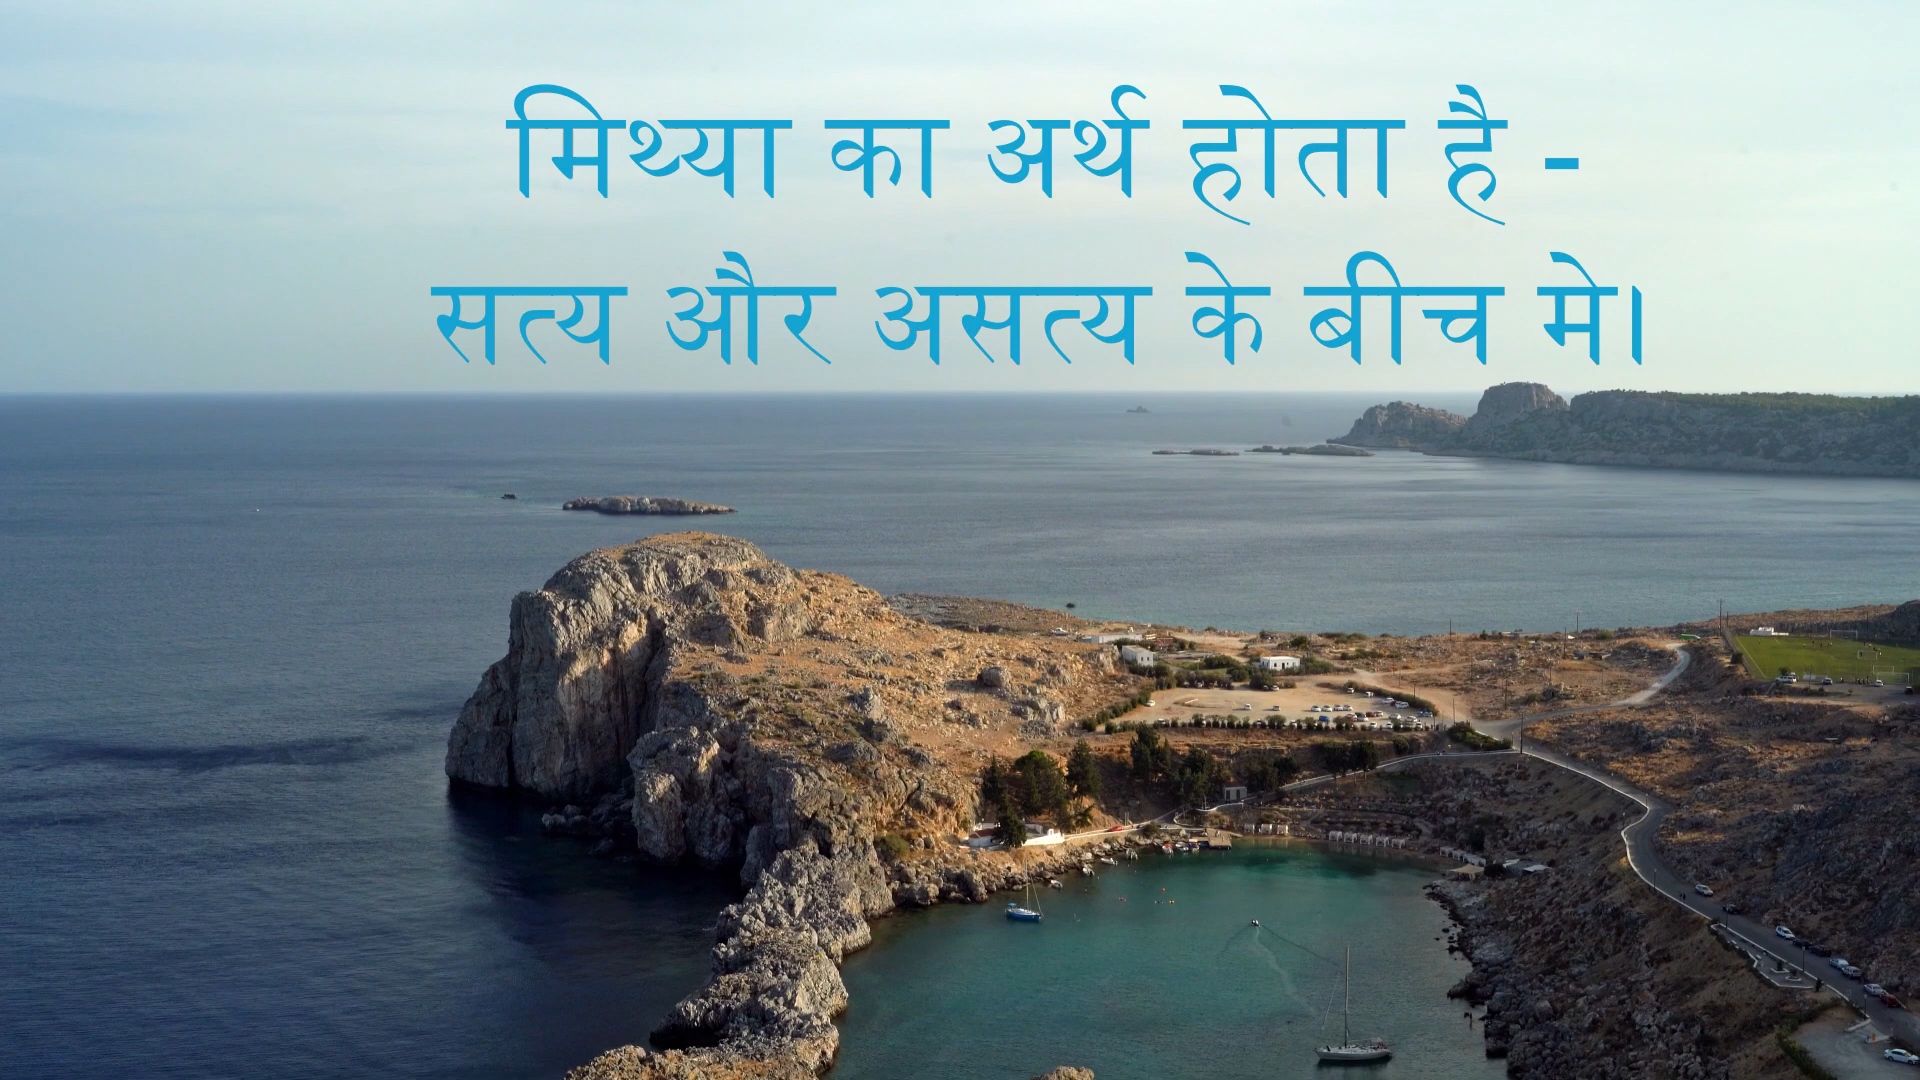 मिथ्या का अर्थ होता है -
सत्य और असत्य के बीच मे।